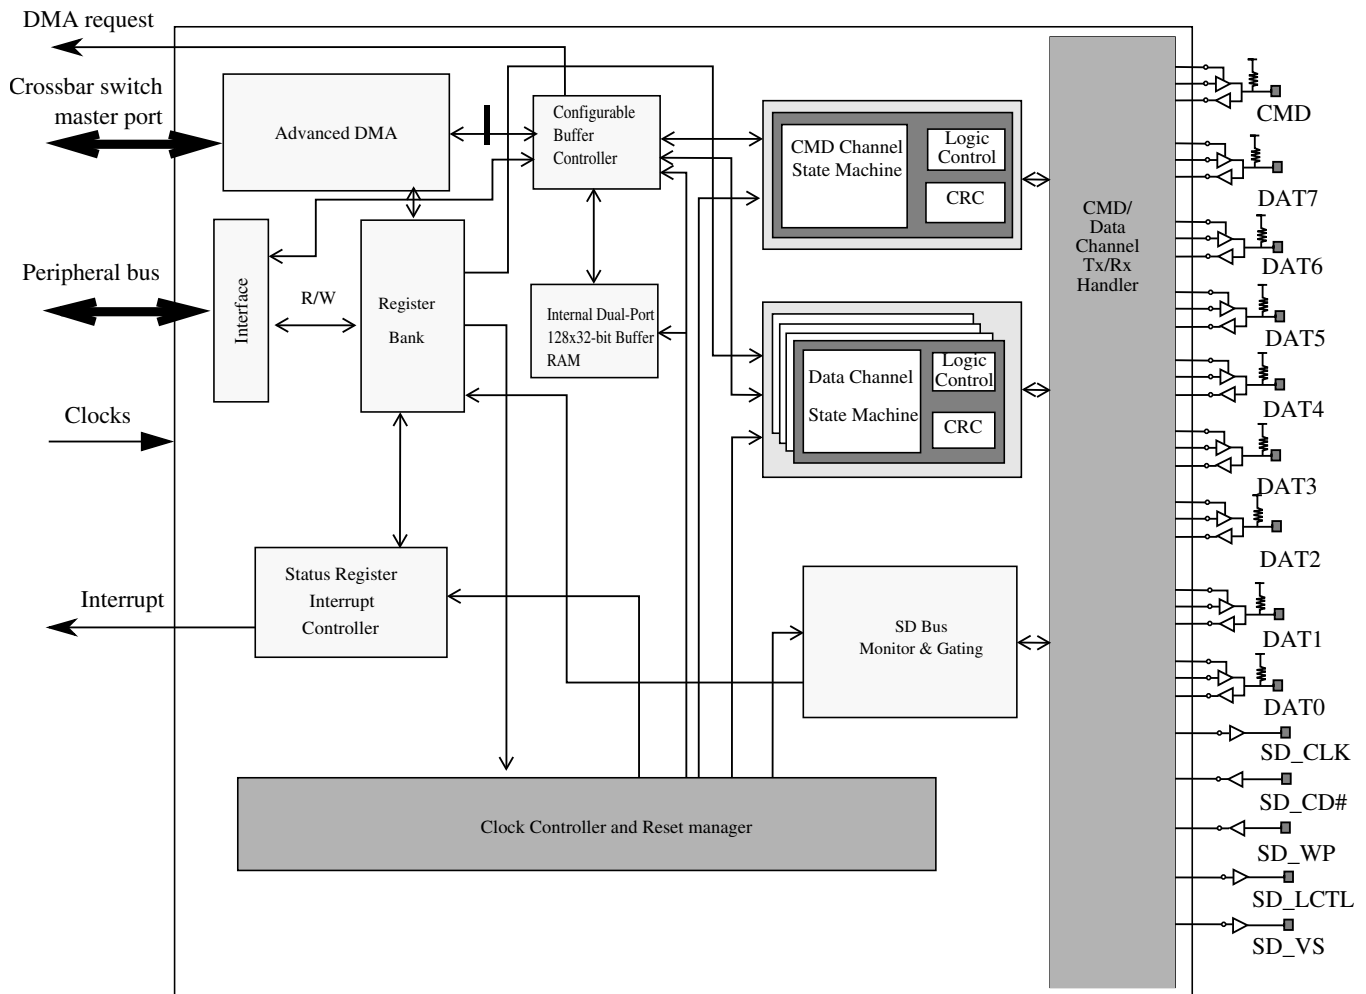 DMA request
Crossbar switch
master port
Advanced DMA
Configurable
Buffer
Controller
CMD Channel
State Machine
Logic
Control
CRC
CMD/
Data
Channel
Tx/Rx
Handler
CMD
DAT7
DAT6
DAT5
DAT4
DAT3
DAT2
DAT1
DAT0
SD_CLK
SD_CD#
SD_WP
SD_LCTL
SD_VS
Peripheral bus
Interface
R/W
Register
Bank
Internal Dual-Port
128x32-bit Buffer
RAM
Data Channel
State Machine
Logic
Control
CRC
Clocks
Interrupt
Status Register
Interrupt
Controller
SD Bus
Monitor & Gating
Clock Controller and Reset manager